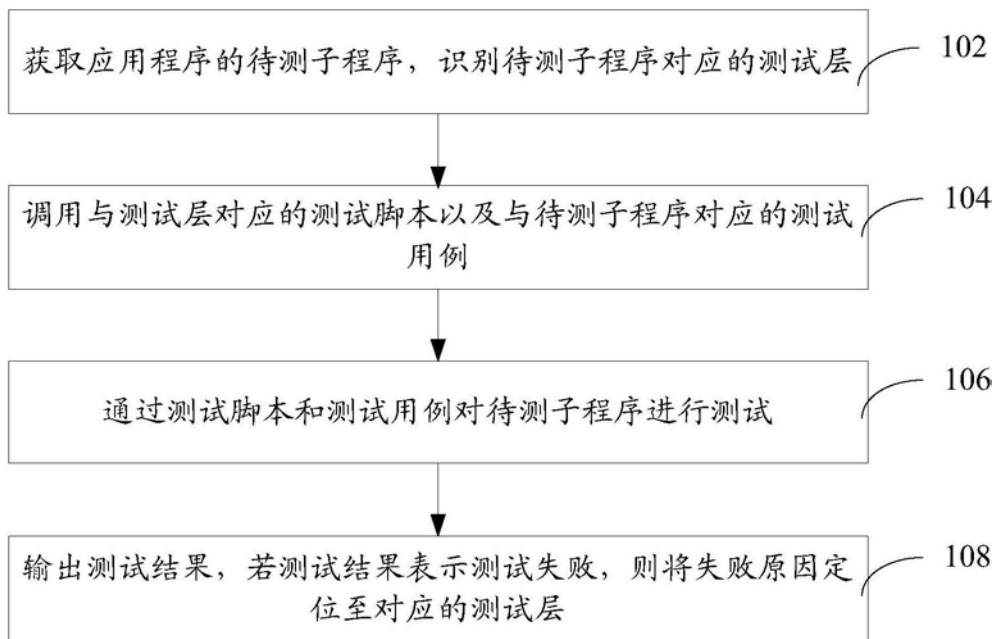 获取应用程序的待测子程序，识别待测子程序对应的测试层
102
调用与测试层对应的测试脚本以及与待测子程序对应的测试
用例
104
通过测试脚本和测试用例对待测子程序进行测试
106
输出测试结果，若测试结果表示测试失败，则将失败原因定
位至对应的测试层
108